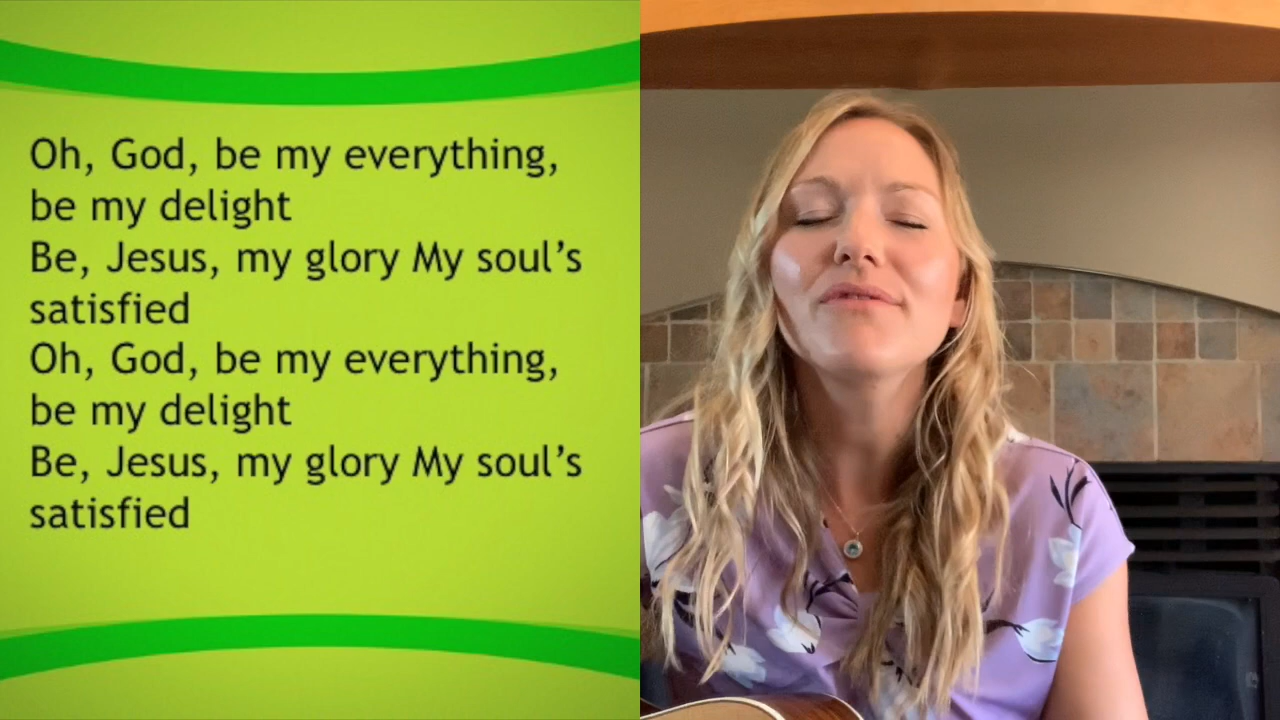 Oh, God, be my everything,
be my delight
Be, Jesus, my glory My soul’s
satisfied
Oh, God, be my everything,
be my delight
Be, Jesus, my glory My soul’s
satisfied